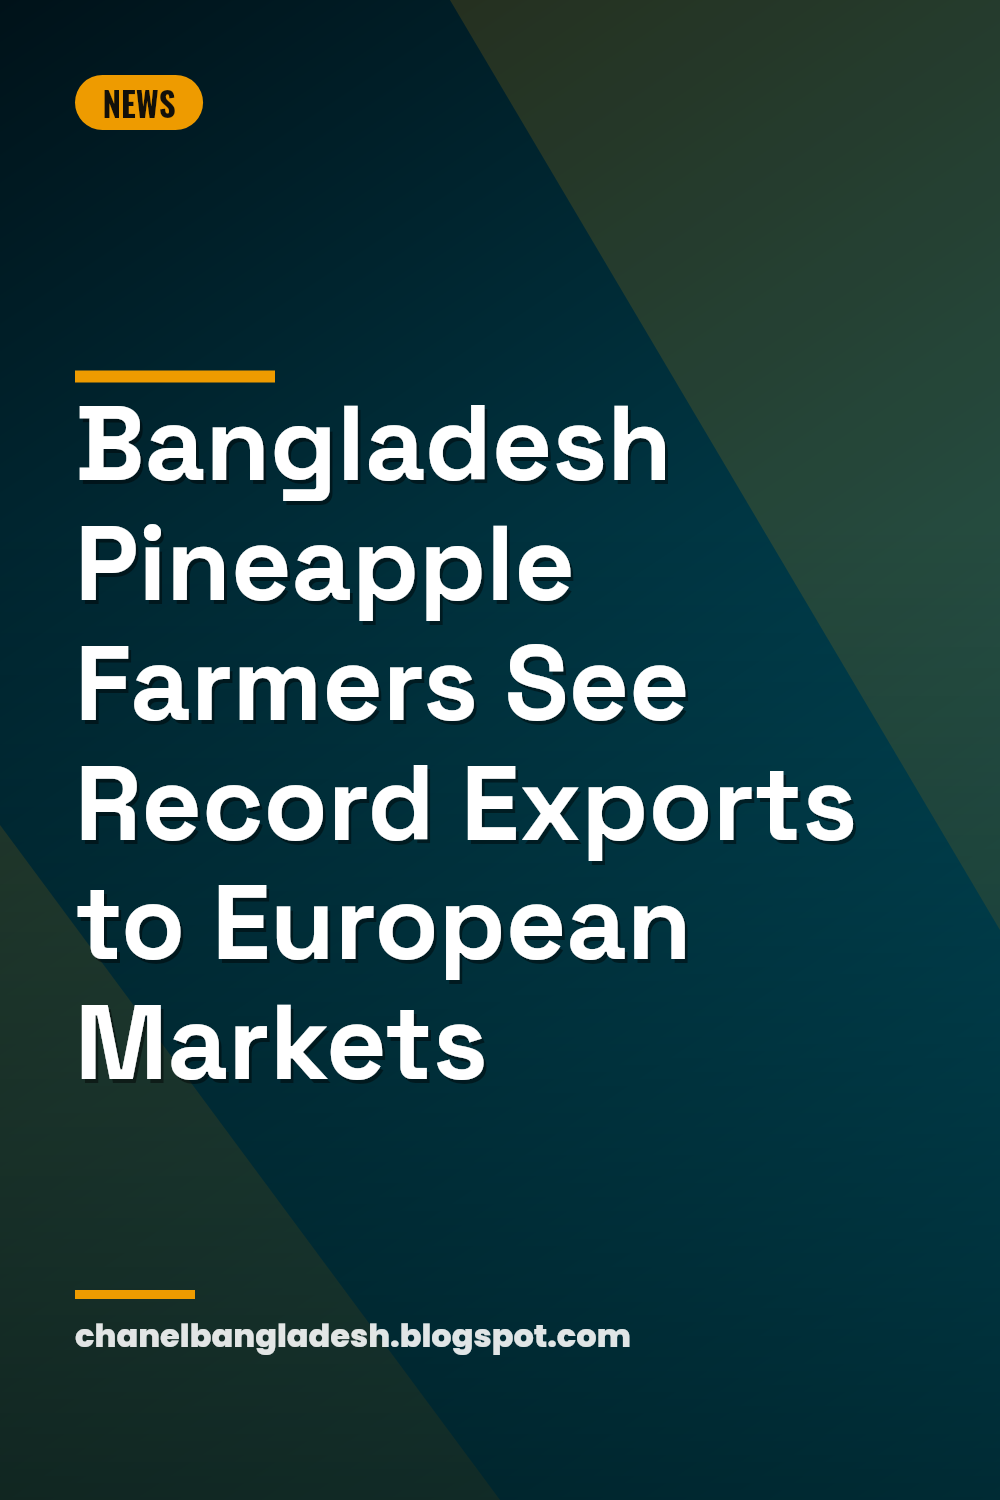 NEWS
Bangladesh
Pineapple
Farmers See
Record Exports
to European
Markets
chanelbangladesh.blogspot.com